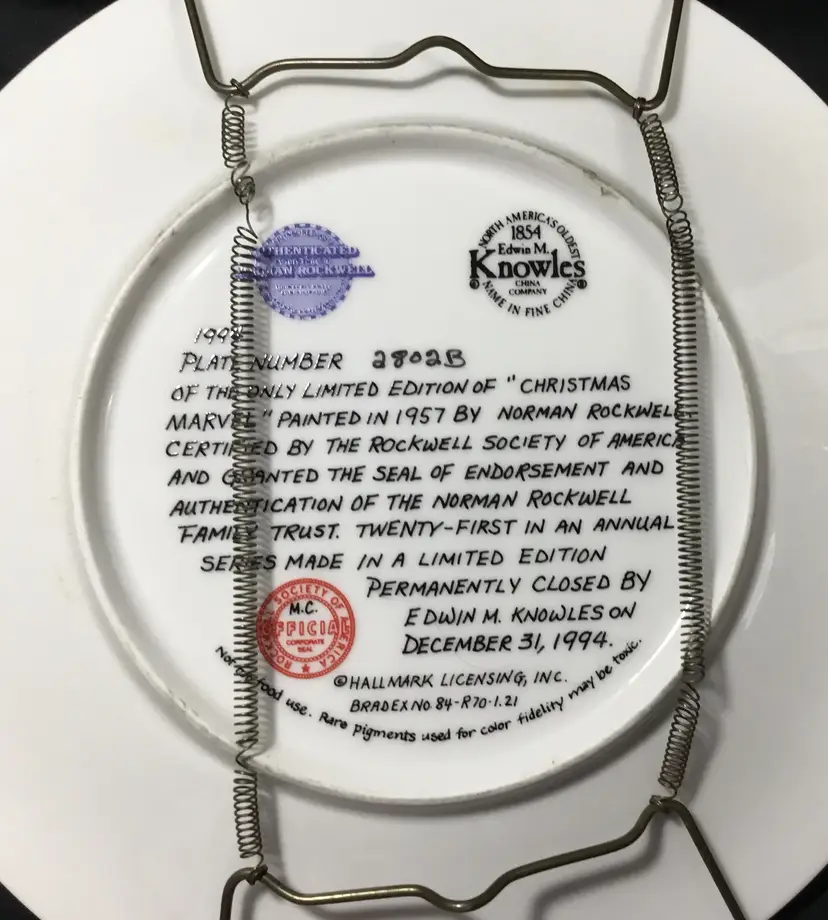 AUTHENTICATED
NORMAN ROCKWELL
NORTH AMERICA'S OLDEST
1854
Edwin M.
Knowles
CHINA
COMPANY
NAME IN FINE CHINA
1994
PLATE NUMBER 2802B
OF THE ONLY LIMITED EDITION OF "CHRISTMAS
MARVEL" PAINTED IN 1957 BY NORMAN ROCKWELL.
CERTIFIED BY THE ROCKWELL SOCIETY OF AMERICA
AND GRANTED THE SEAL OF ENDORSEMENT AND
AUTHENTICATION OF THE NORMAN ROCKWELL
FAMILY TRUST. TWENTY-FIRST IN AN ANNUAL
SERIES MADE IN A LIMITED EDITION
PERMANENTLY CLOSED BY
EDWIN M. KNOWLES ON
DECEMBER 31, 1994.
ROCKWELL SOCIETY OF AMERICA
M.C.
OFFICIAL
CORPORATE
SEAL
©HALLMARK LICENSING, INC.
BRADEX NO. 84-R70-1.21
Not for food use. Rare pigments used for color fidelity may be toxic.